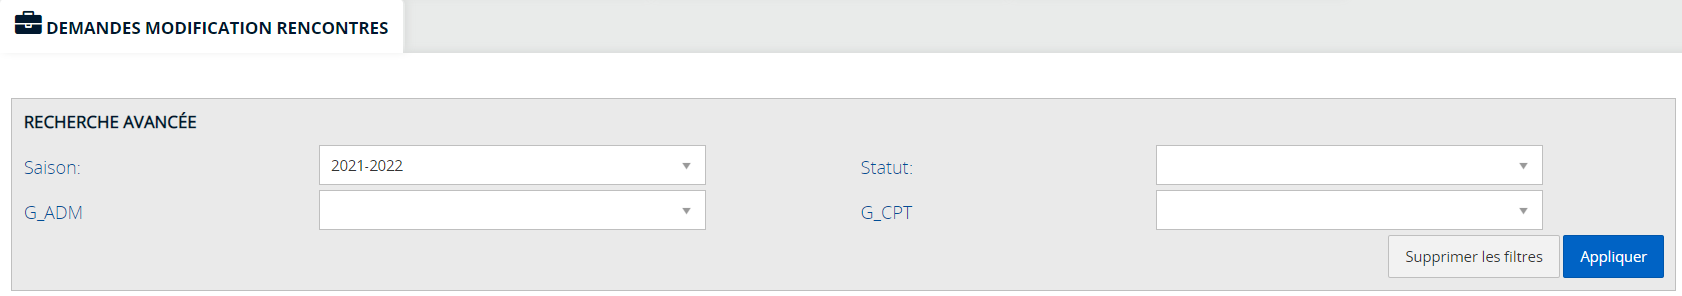 DEMANDES MODIFICATION RENCONTRES
RECHERCHE AVANCÉE
Saison: 2021-2022 Statut:
G_ADM G_CPT
Supprimer les filtres Appliquer